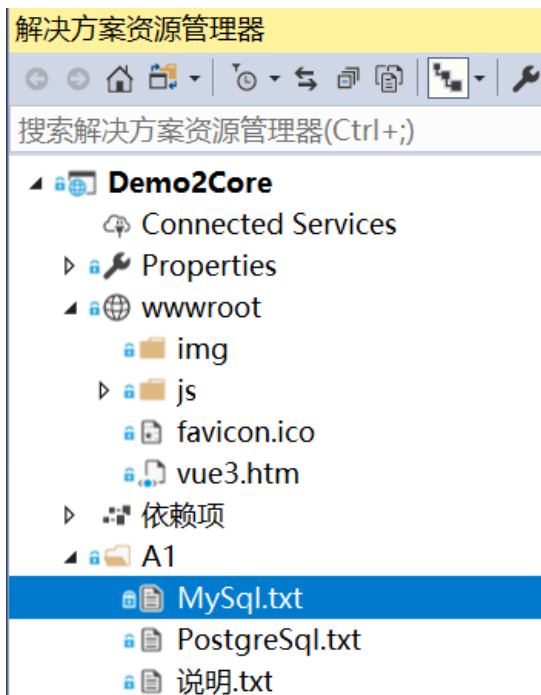 解决方案资源管理器
搜索解决方案资源管理器(Ctrl+;)
Demo2Core
Connected Services
Properties
wwwroot
img
js
favicon.ico
vue3.htm
依赖项
A1
MySql.txt
PostgreSql.txt
说明.txt